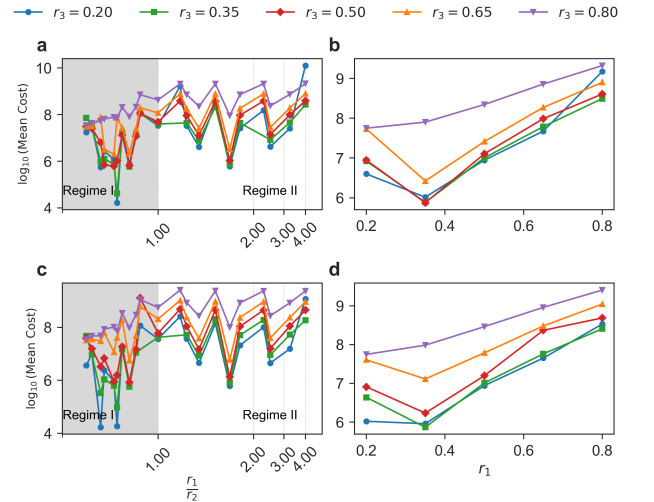 r₃ = 0.20 r₃ = 0.35 r₃ = 0.50 r₃ = 0.65 r₃ = 0.80
a b
log₁₀(Mean Cost)
10
8
6
4
Regime I Regime II
1.00 2.00 3.00 4.00
9
8
7
6
0.2 0.4 0.6 0.8
c d
log₁₀(Mean Cost)
8
6
4
Regime I Regime II
1.00 2.00 3.00 4.00
r₁
r₂
9
8
7
6
0.2 0.4 0.6 0.8
r₁